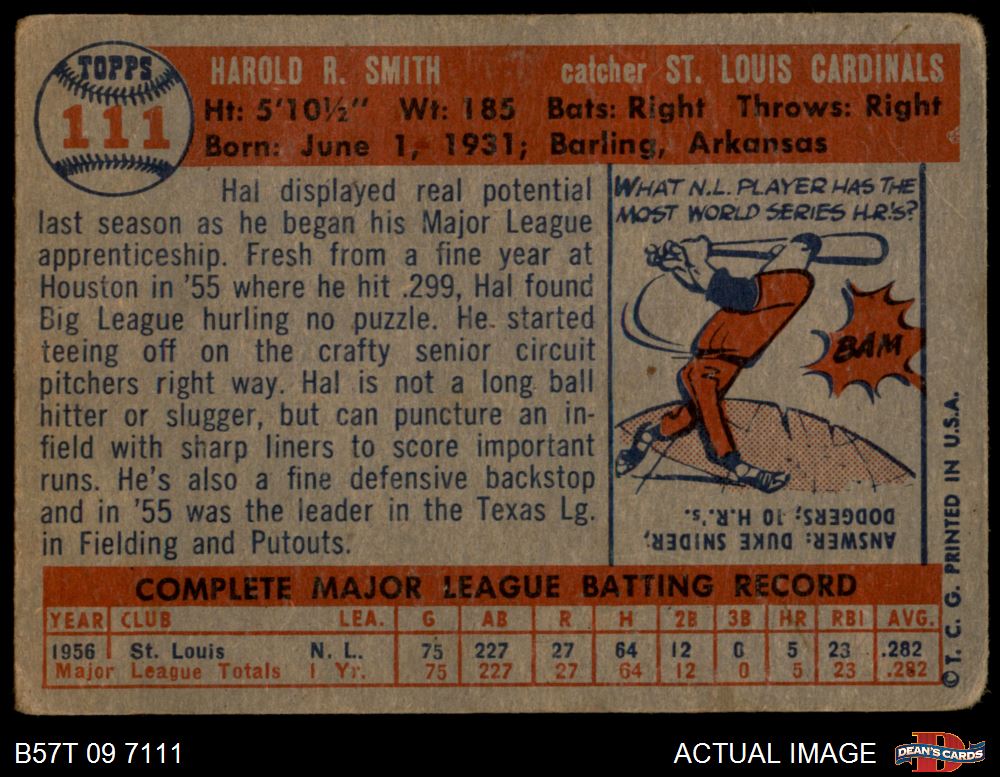 TOPPS
111
HAROLD R. SMITH catcher ST. LOUIS CARDINALS
Ht: 5'10½" Wt: 185 Bats: Right Throws: Right
Born: June 1, 1931; Barling, Arkansas
Hal displayed real potential
last season as he began his Major League
apprenticeship. Fresh from a fine year at
Houston in '55 where he hit .299, Hal found
Big League hurling no puzzle. He started
teeing off on the crafty senior circuit
pitchers right way. Hal is not a long ball
hitter or slugger, but can puncture an in-
field with sharp liners to score important
runs. He's also a fine defensive backstop
and in '55 was the leader in the Texas Lg.
in Fielding and Putouts.
WHAT N.L. PLAYER HAS THE
MOST WORLD SERIES H.R.'S?
BAM
ANSWER: DUKE SNIDER,
DODGERS; 10 H.R.'s.
COMPLETE MAJOR LEAGUE BATTING RECORD
YEAR CLUB LEA. G AB R H 2B 3B HR RBI AVG.
1956 St. Louis N. L. 75 227 27 64 12 0 5 23 .282
Major League Totals 1 Yr. 75 227 27 64 12 0 5 23 .282
©T. C. G. PRINTED IN U.S.A.
B57T 09 7111 ACTUAL IMAGE
D
DEAN'S CARDS